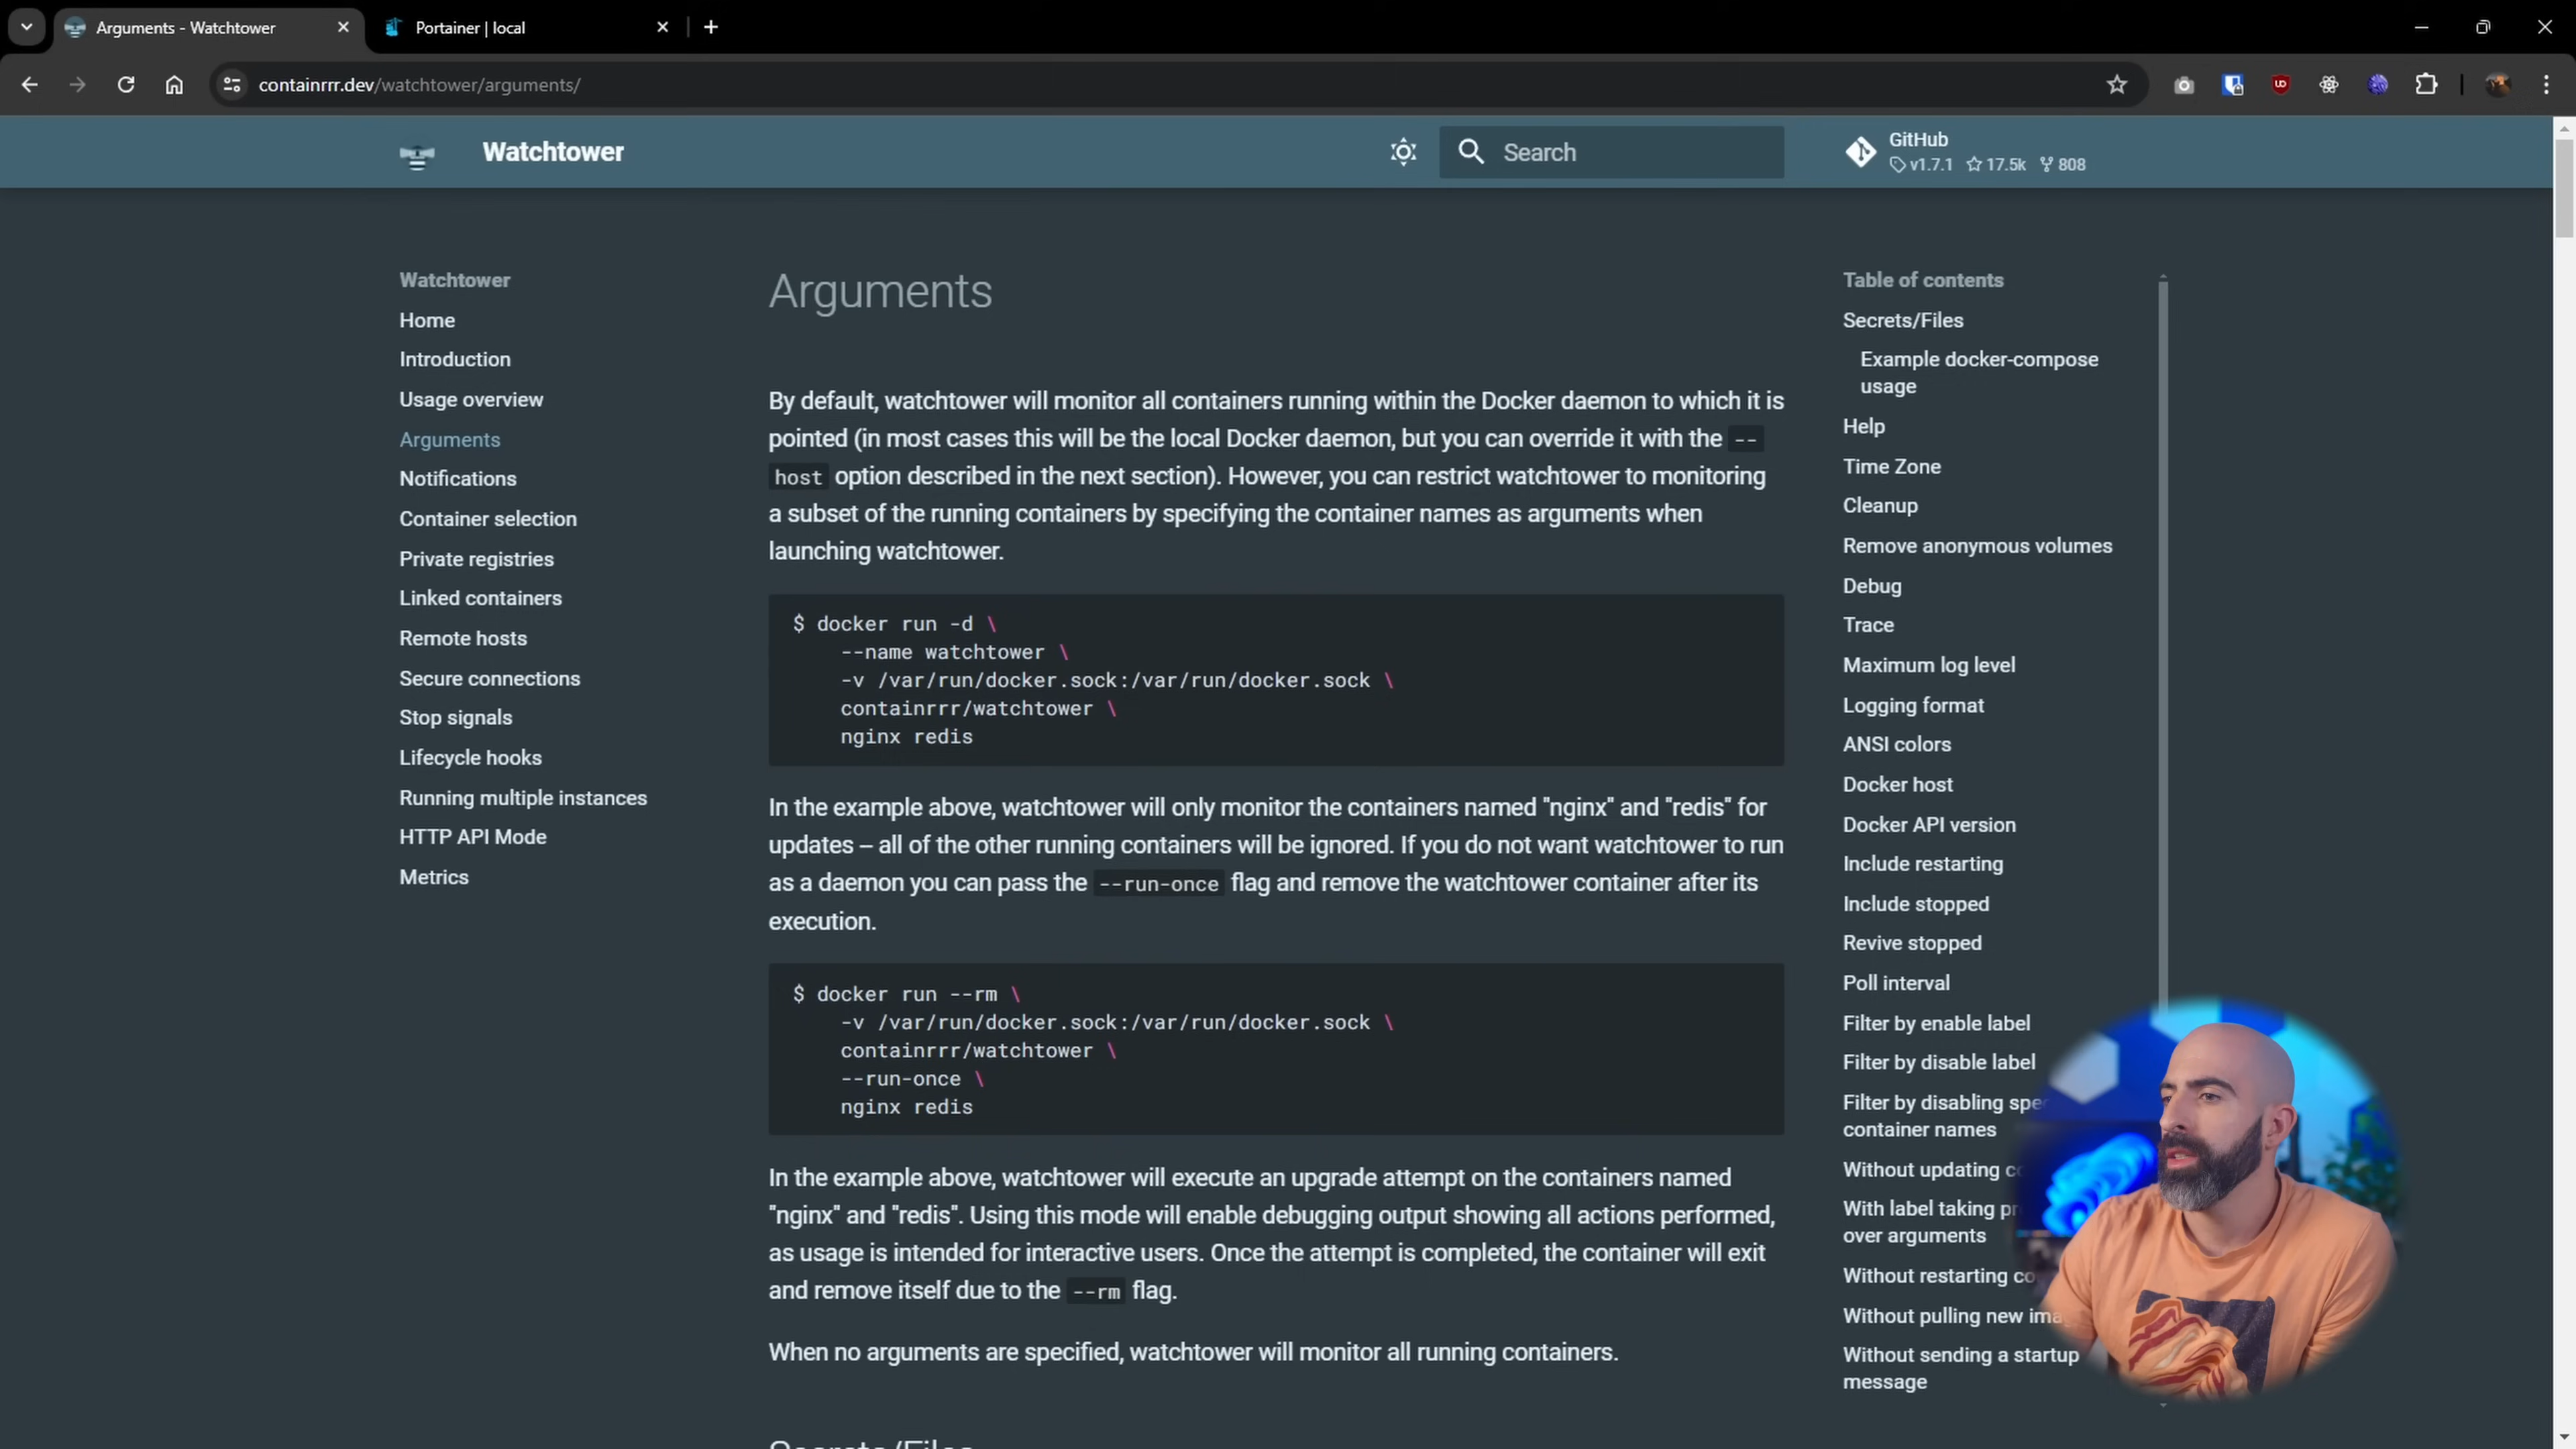 Arguments - Watchtower
Portainer | local
containrrr.dev/watchtower/arguments/
Watchtower
Search
GitHub
v1.7.1 17.5k 808
Watchtower
Home
Introduction
Usage overview
Arguments
Notifications
Container selection
Private registries
Linked containers
Remote hosts
Secure connections
Stop signals
Lifecycle hooks
Running multiple instances
HTTP API Mode
Metrics
Arguments
By default, watchtower will monitor all containers running within the Docker daemon to which it is
pointed (in most cases this will be the local Docker daemon, but you can override it with the --
host option described in the next section). However, you can restrict watchtower to monitoring
a subset of the running containers by specifying the container names as arguments when
launching watchtower.
$ docker run -d \
--name watchtower \
-v /var/run/docker.sock:/var/run/docker.sock \
containrrr/watchtower \
nginx redis
In the example above, watchtower will only monitor the containers named "nginx" and "redis" for
updates – all of the other running containers will be ignored. If you do not want watchtower to run
as a daemon you can pass the --run-once flag and remove the watchtower container after its
execution.
$ docker run --rm \
-v /var/run/docker.sock:/var/run/docker.sock \
containrrr/watchtower \
--run-once \
nginx redis
In the example above, watchtower will execute an upgrade attempt on the containers named
"nginx" and "redis". Using this mode will enable debugging output showing all actions performed,
as usage is intended for interactive users. Once the attempt is completed, the container will exit
and remove itself due to the --rm flag.
When no arguments are specified, watchtower will monitor all running containers.
Table of contents
Secrets/Files
Example docker-compose
usage
Help
Time Zone
Cleanup
Remove anonymous volumes
Debug
Trace
Maximum log level
Logging format
ANSI colors
Docker host
Docker API version
Include restarting
Include stopped
Revive stopped
Poll interval
Filter by enable label
Filter by disable label
Filter by disabling
container names
Without updating
With label taking
over arguments
Without restarting
Without pulling new
Without sending a startup
message